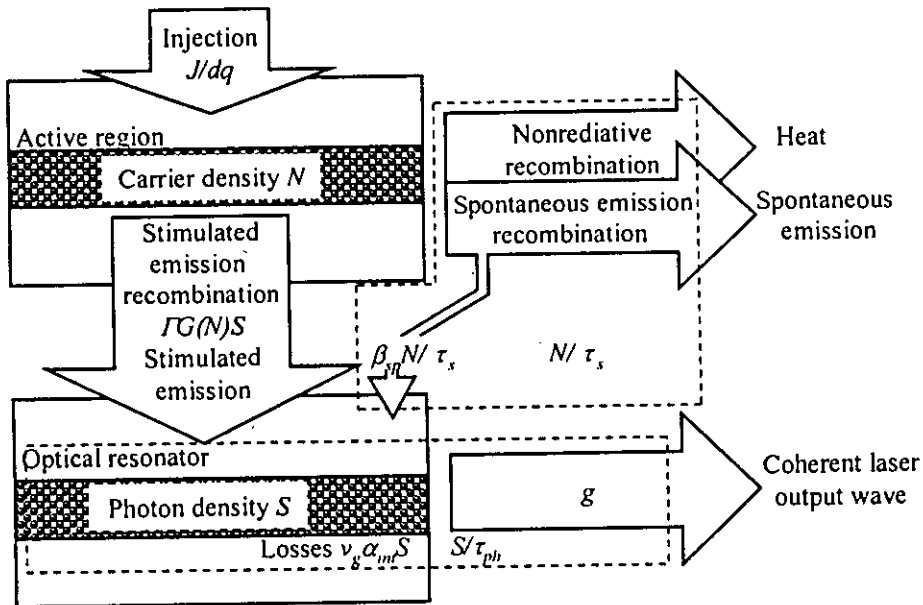 Injection
J/dq
Active region
Carrier density N
Nonrediative
recombination
Heat
Spontaneous emission
recombination
Spontaneous
emission
Stimulated
emission
recombination
ΓG(N)S
Stimulated
emission
β_sp N/ τ_s
N/ τ_s
Optical resonator
Photon density S
Losses v_g α_int S
S/τ_ph
g
Coherent laser
output wave